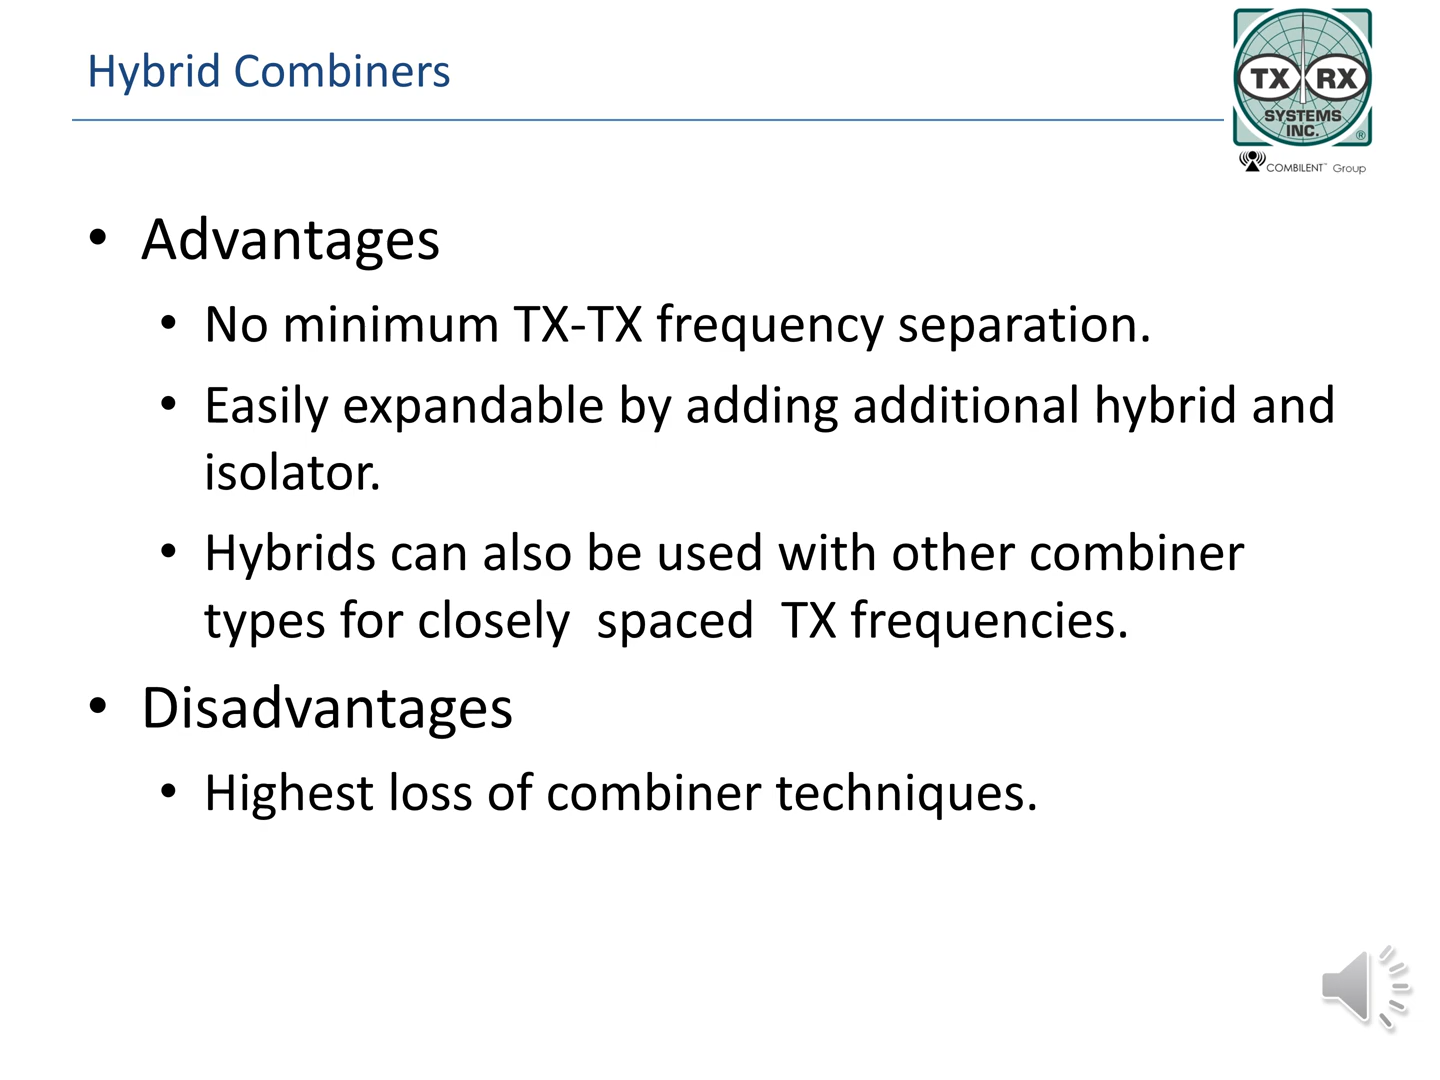 Hybrid Combiners
TX RX
SYSTEMS
INC. ®
COMBILENT™ Group
• Advantages
• No minimum TX-TX frequency separation.
• Easily expandable by adding additional hybrid and
isolator.
• Hybrids can also be used with other combiner
types for closely  spaced  TX frequencies.
• Disadvantages
• Highest loss of combiner techniques.